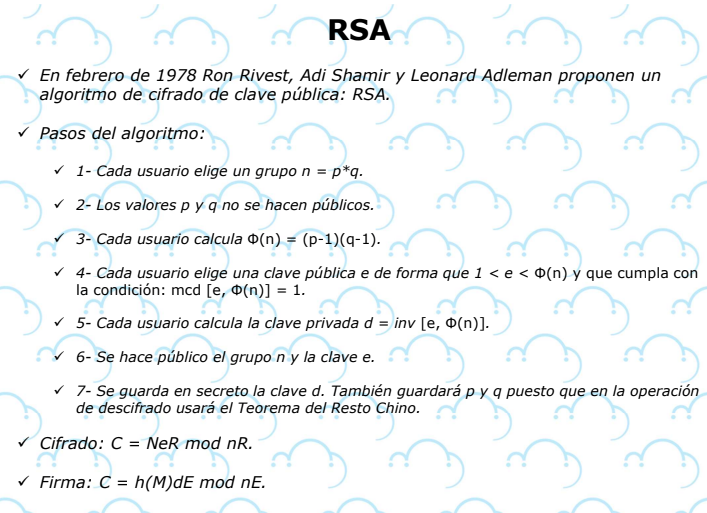 RSA
✓ En febrero de 1978 Ron Rivest, Adi Shamir y Leonard Adleman proponen un
algoritmo de cifrado de clave pública: RSA.
✓ Pasos del algoritmo:
✓ 1- Cada usuario elige un grupo n = p*q.
✓ 2- Los valores p y q no se hacen públicos.
✓ 3- Cada usuario calcula Φ(n) = (p-1)(q-1).
✓ 4- Cada usuario elige una clave pública e de forma que 1 < e < Φ(n) y que cumpla con
la condición: mcd [e, Φ(n)] = 1.
✓ 5- Cada usuario calcula la clave privada d = inv [e, Φ(n)].
✓ 6- Se hace público el grupo n y la clave e.
✓ 7- Se guarda en secreto la clave d. También guardará p y q puesto que en la operación
de descifrado usará el Teorema del Resto Chino.
✓ Cifrado: C = NeR mod nR.
✓ Firma: C = h(M)dE mod nE.